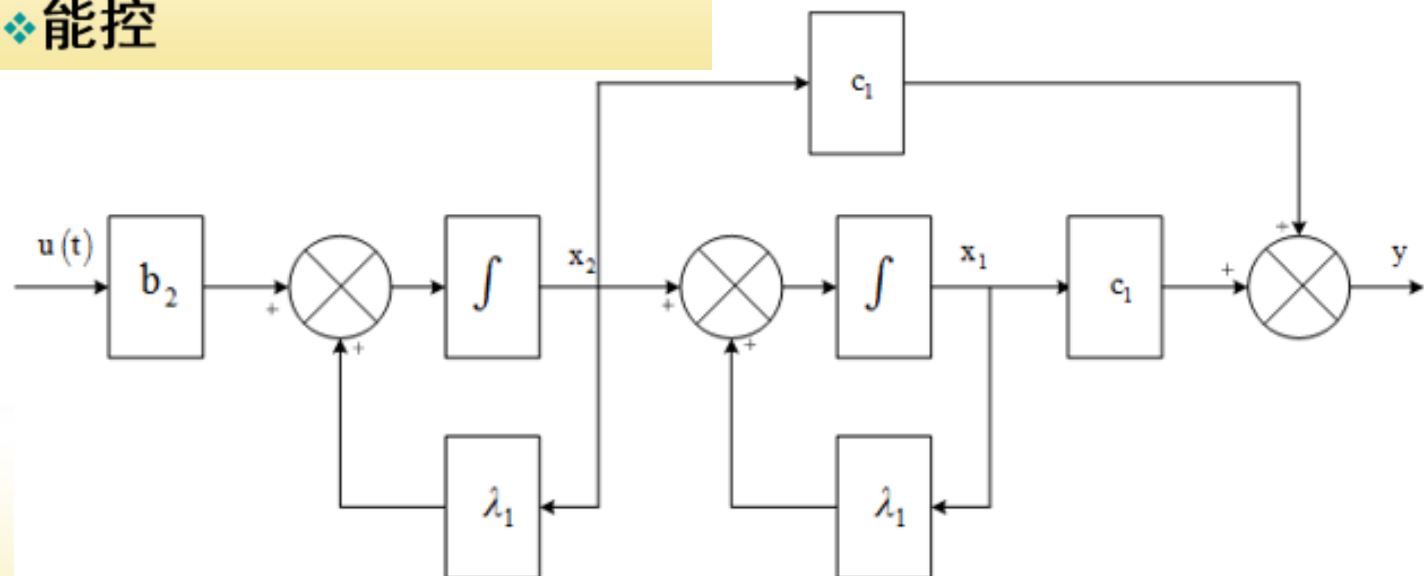 ❖能控
c₁
u(t)
b₂
+
∫
x₂
+
∫
x₁
c₁
+
+
y
+
λ₁
+
λ₁